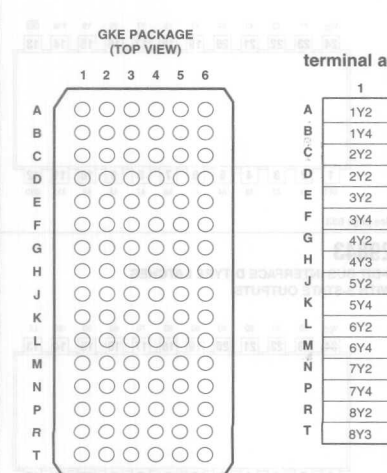 GKE PACKAGE
(TOP VIEW)
1 2 3 4 5 6
A
B
C
D
E
F
G
H
J
K
L
M
N
P
R
T
terminal a
1
A 1Y2
B 1Y4
C 2Y2
D 2Y2
E 3Y2
F 3Y4
G 4Y2
H 4Y3
J 5Y2
K 5Y4
L 6Y2
M 6Y4
N 7Y2
P 7Y4
R 8Y2
T 8Y3